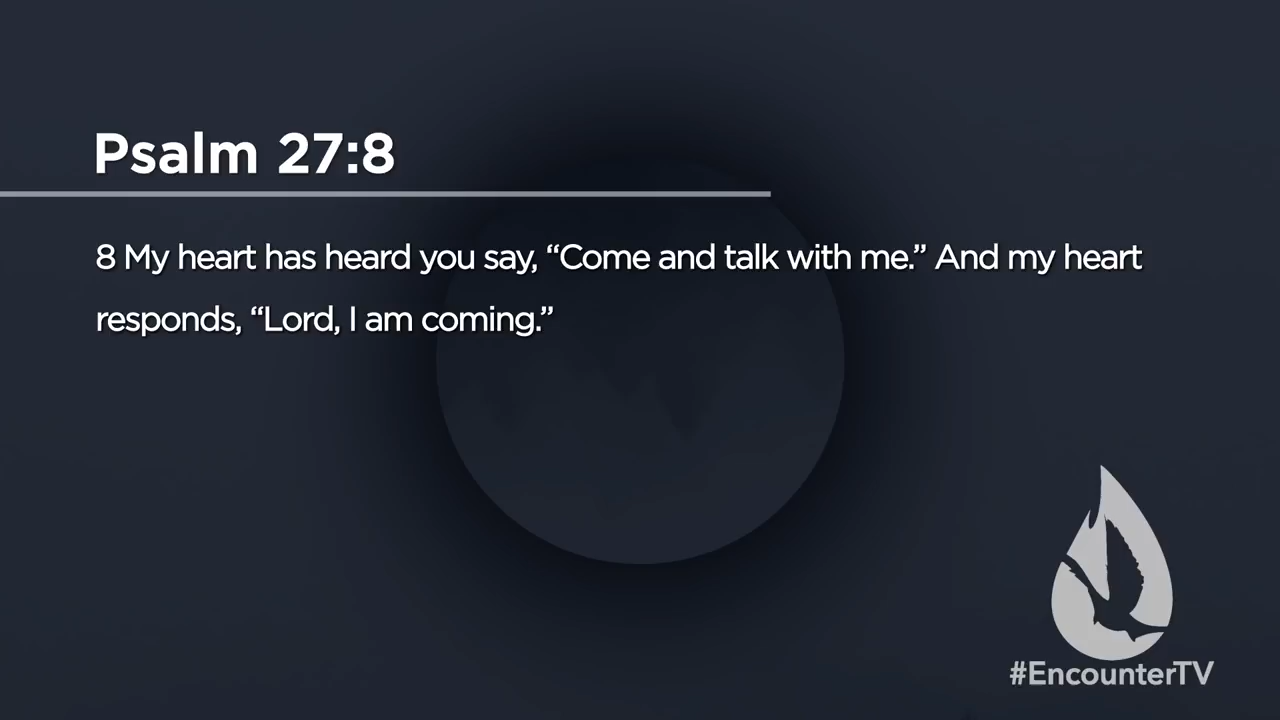 Psalm 27:8
8 My heart has heard you say, “Come and talk with me.” And my heart
responds, “Lord, I am coming.”
#EncounterTV